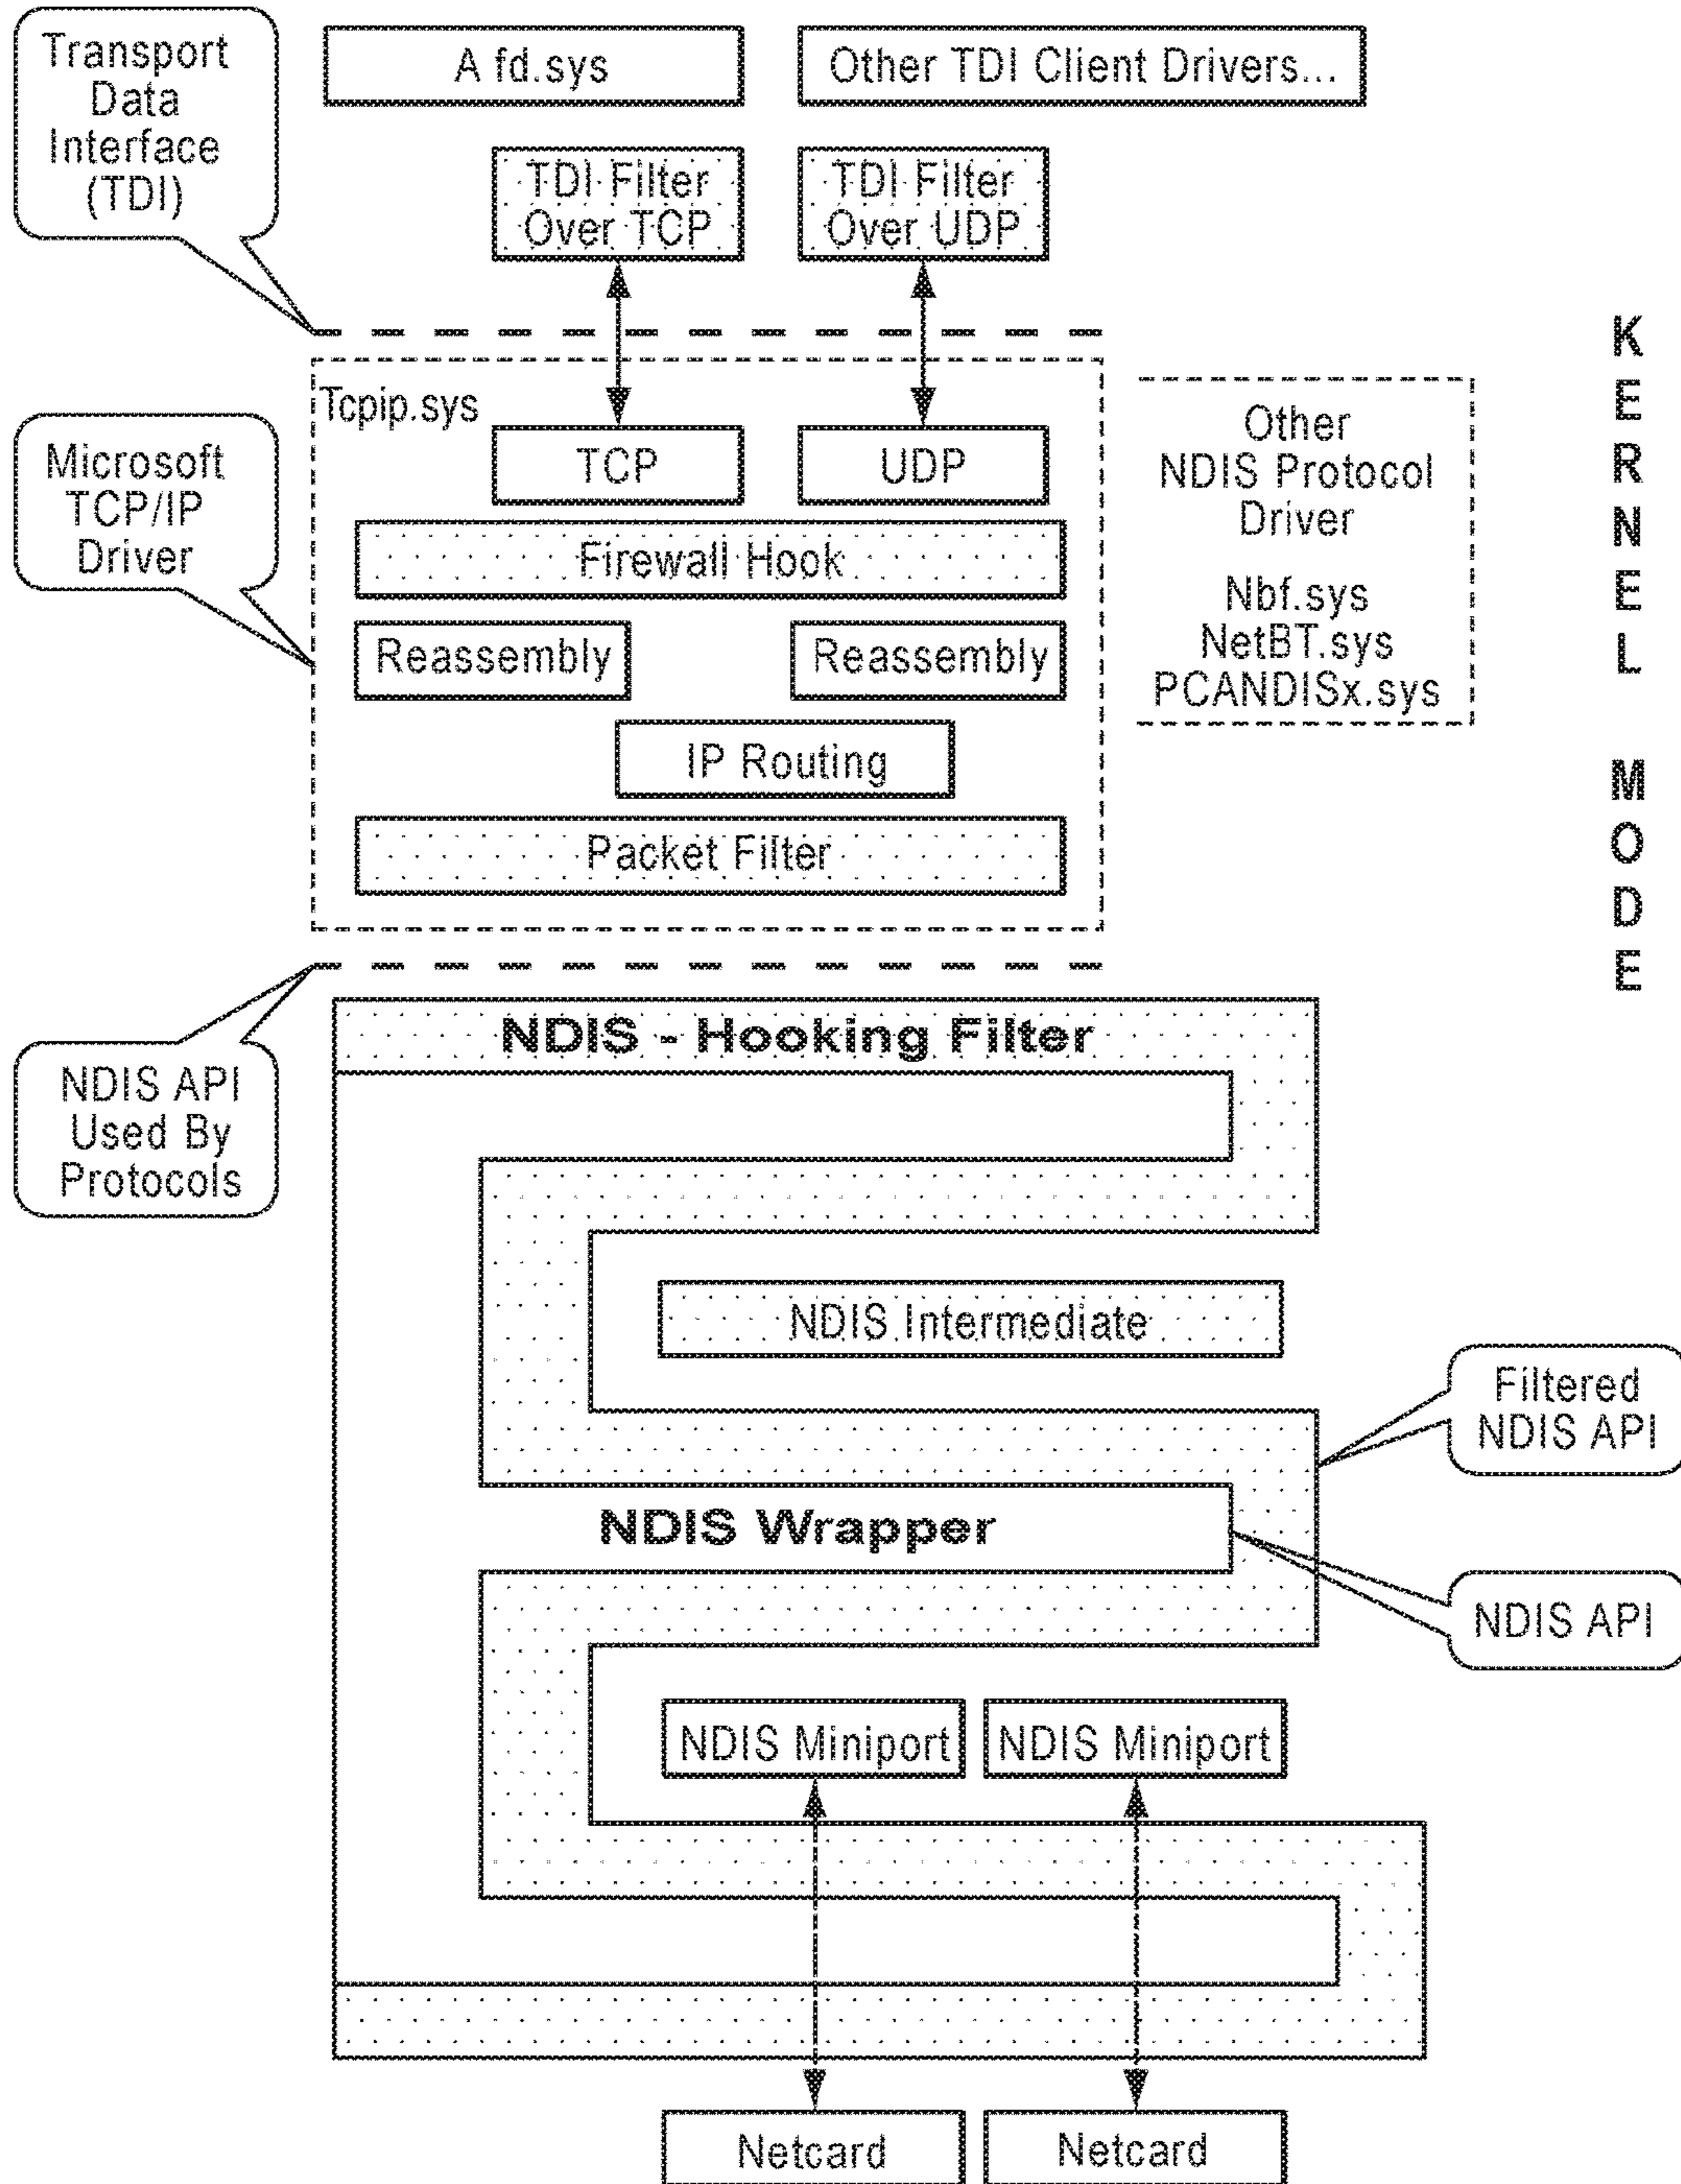 Transport
Data
Interface
(TDI)
A fd.sys
Other TDI Client Drivers...
TDI Filter
Over TCP
TDI Filter
Over UDP
Tcpip.sys
TCP
UDP
Microsoft
TCP/IP
Driver
Firewall Hook
Reassembly
Reassembly
IP Routing
Packet Filter
Other
NDIS Protocol
Driver
Nbf.sys
NetBT.sys
PCANDISx.sys
KERNEL MODE
NDIS API
Used By
Protocols
NDIS - Hooking Filter
NDIS Intermediate
Filtered
NDIS API
NDIS Wrapper
NDIS API
NDIS Miniport
NDIS Miniport
Netcard
Netcard